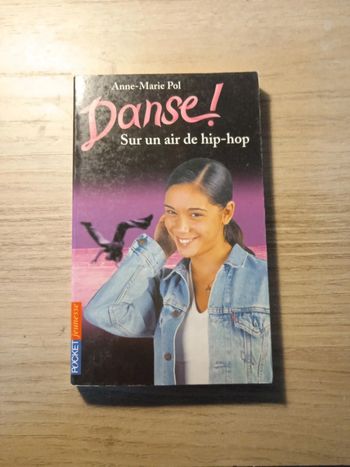 Anne-Marie Pol
Danse!
Sur un air de hip-hop
POCKET jeunesse